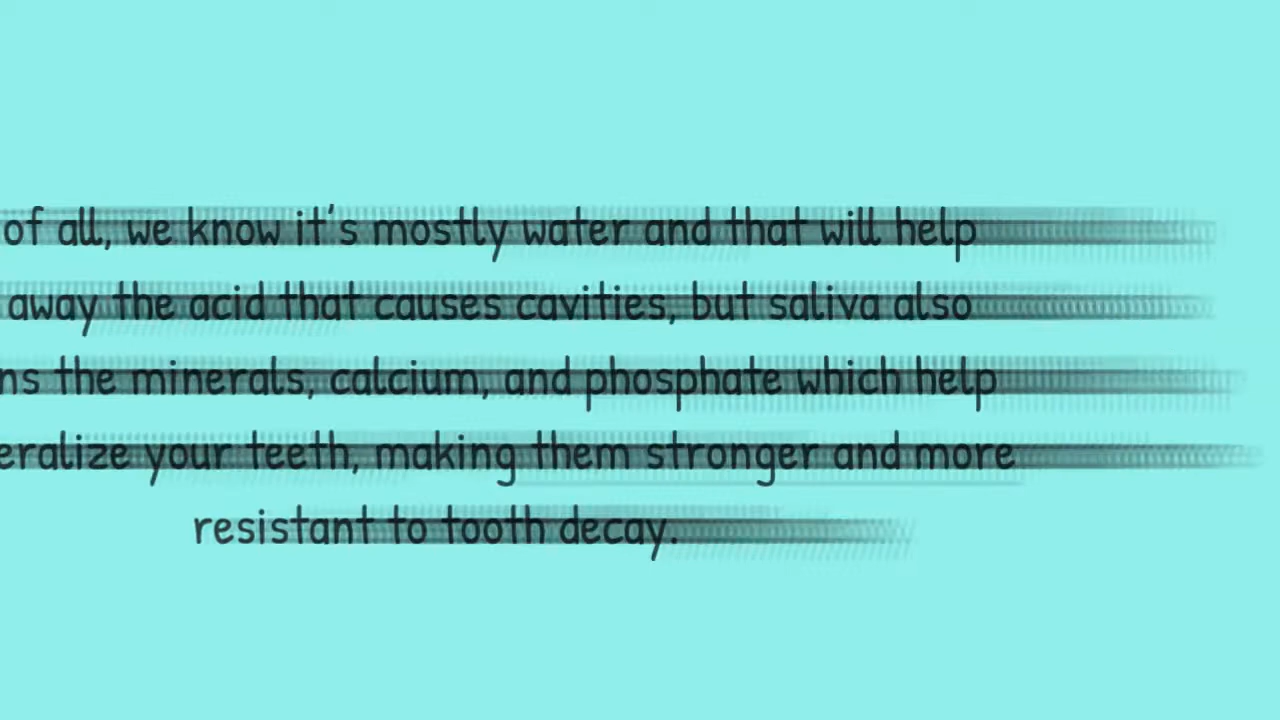 of all, we know it's mostly water and that will help
away the acid that causes cavities, but saliva also
ns the minerals, calcium, and phosphate which help
eralize your teeth, making them stronger and more
resistant to tooth decay.